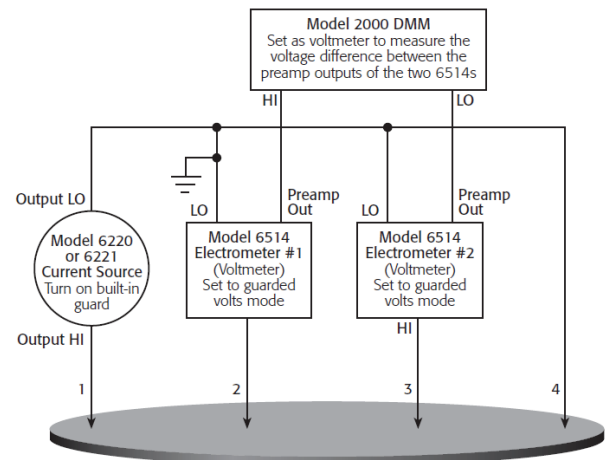 Model 2000 DMM
Set as voltmeter to measure the
voltage difference between the
preamp outputs of the two 6514s
HI
LO
Output LO
LO
Preamp
Out
LO
Preamp
Out
Model 6220
or 6221
Current Source
Turn on built-in
guard
Model 6514
Electrometer #1
(Voltmeter)
Set to guarded
volts mode
Model 6514
Electrometer #2
(Voltmeter)
Set to guarded
volts mode
Output HI
HI
1
2
3
4